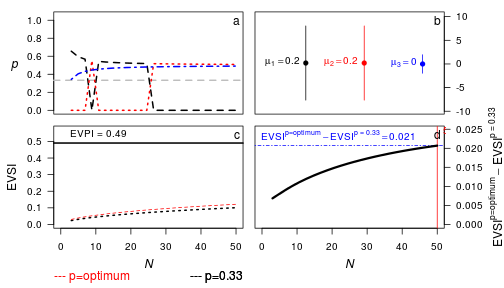 a
b
p
1.0
0.8
0.6
0.4
0.2
0.0
μ1 = 0.2
μ2 = 0.2
μ3 = 0
10
5
0
-5
-10
EVPI = 0.49
c
EVSI
0.5
0.4
0.3
0.2
0.1
0.0
EVSIp=optimum − EVSIp = 0.33 = 0.021
d
0.025
0.020
0.015
0.010
0.005
0.000
EVSIp=optimum − EVSIp = 0.33
0 10 20 30 40 50
0 10 20 30 40 50
N
N
--- p=optimum
--- p=0.33